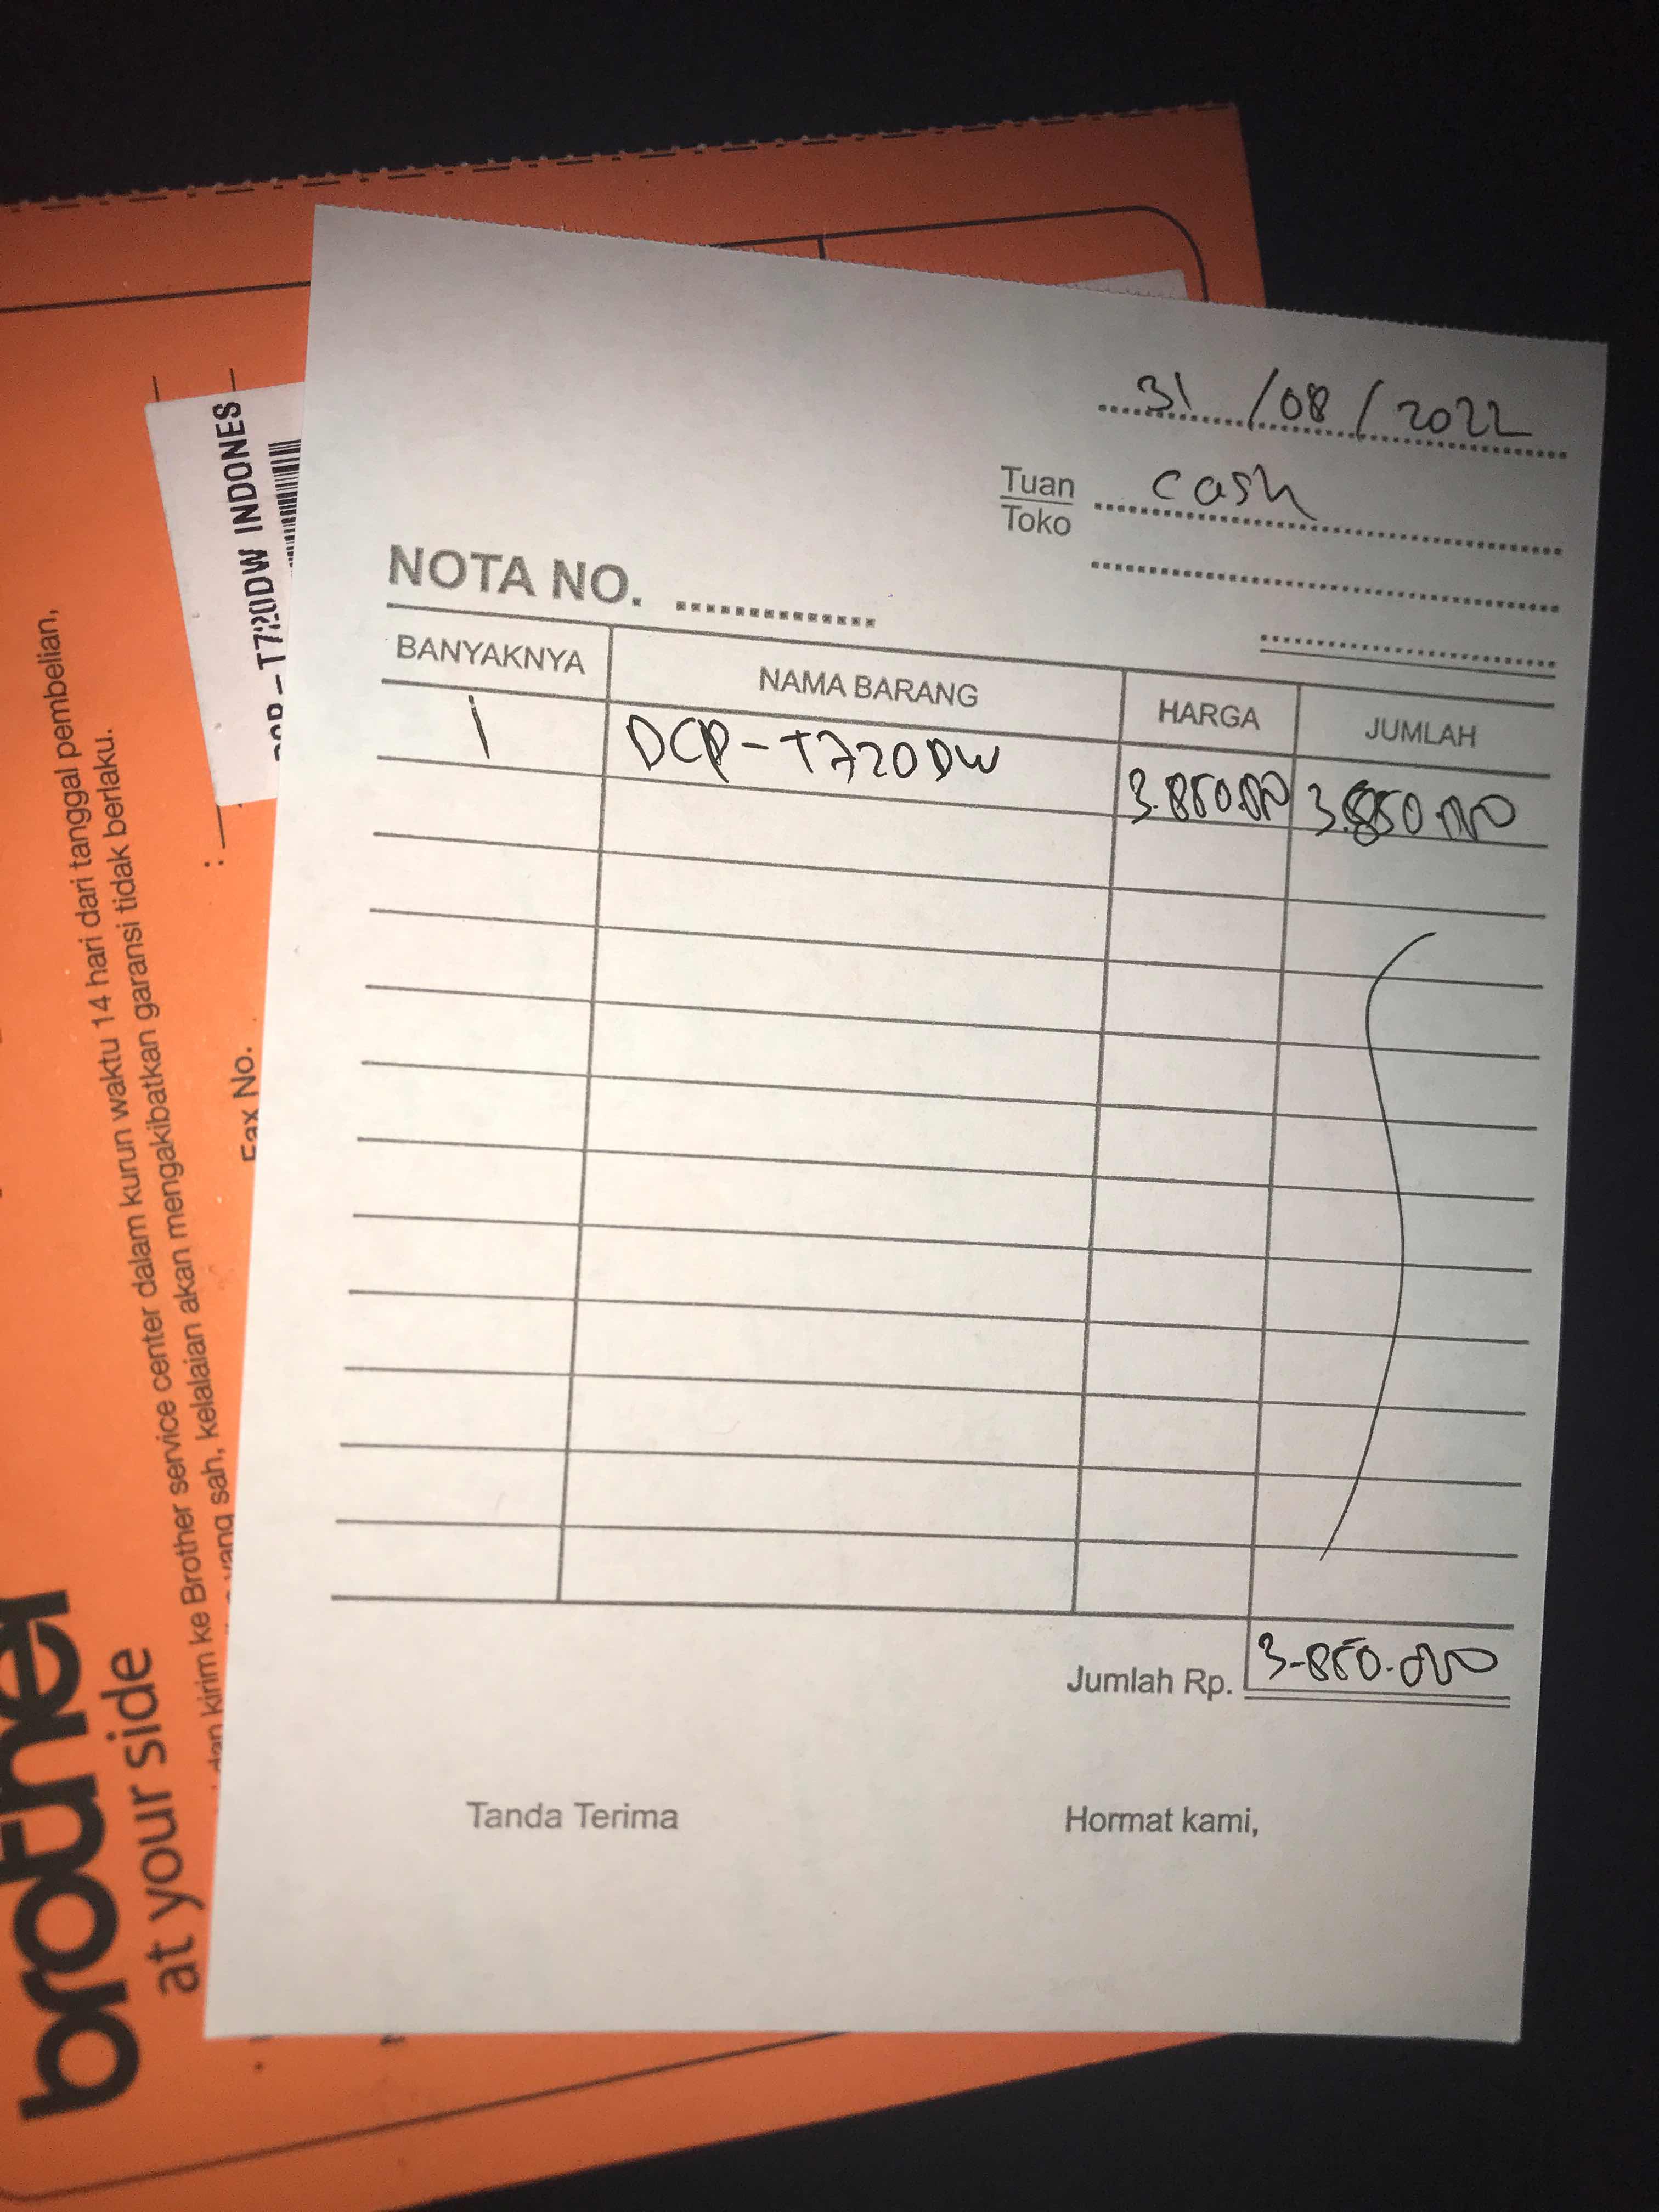 31/08/2022
Tuan cash
Toko
NOTA NO.
BANYAKNYA NAMA BARANG HARGA JUMLAH
1 DCP-T720DW 3.850.000 3.850.000
Jumlah Rp. 3-850.000
Tanda Terima Hormat kami,
T720DW INDONES
dan kirim ke Brother service center dalam kurun waktu 14 hari dari tanggal pembelian,
yang sah, kelalaian akan mengakibatkan garansi tidak berlaku.
Fax No. :
brother
at your side